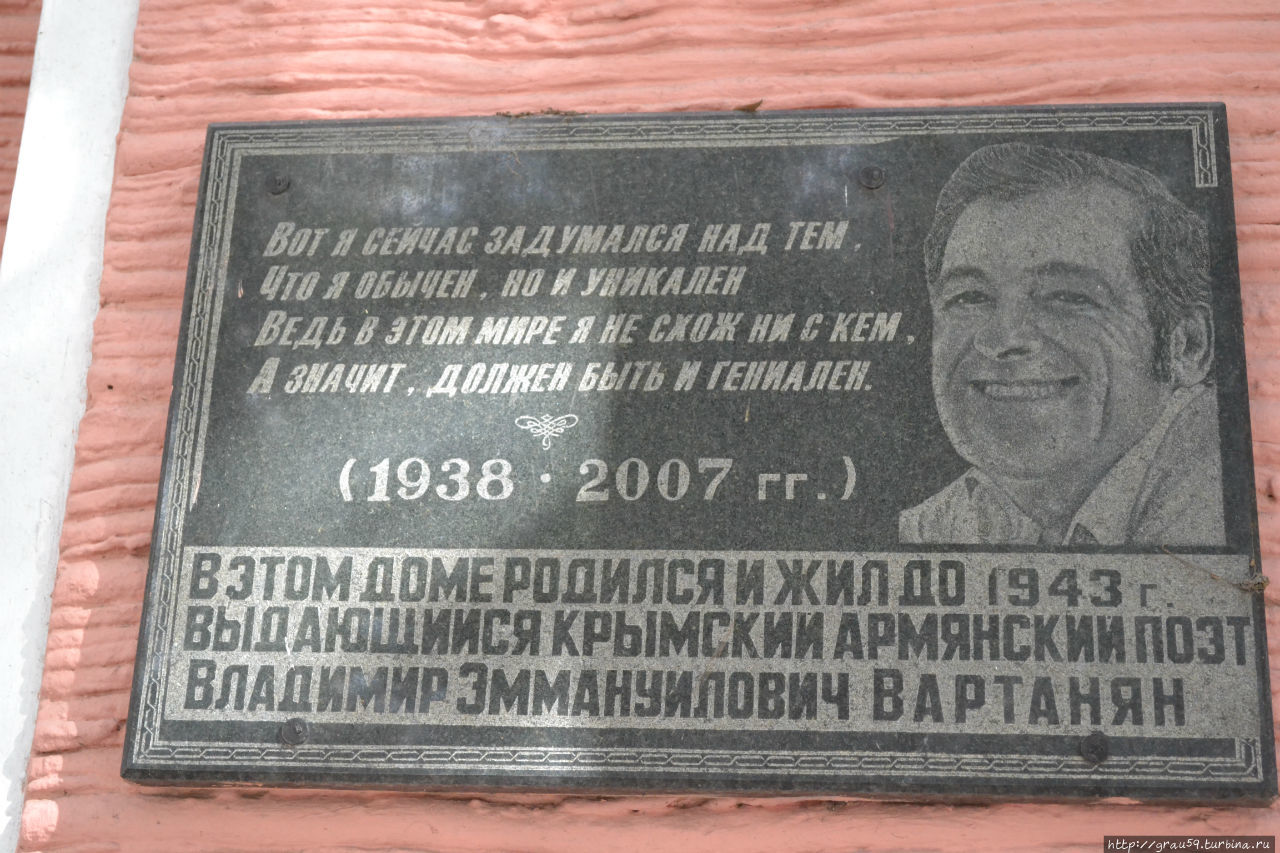 Вот я сейчас задумался над тем,
Что я обычен, но и уникален
Ведь в этом мире я не схож ни с кем,
А значит, должен быть и гениален.
(1938 · 2007 гг.)
В ЭТОМ ДОМЕ РОДИЛСЯ И ЖИЛ ДО 1943 г.
ВЫДАЮЩИЙСЯ КРЫМСКИЙ АРМЯНСКИЙ ПОЭТ
ВЛАДИМИР ЭММАНУИЛОВИЧ ВАРТАНЯН
http://grau59.turbina.ru